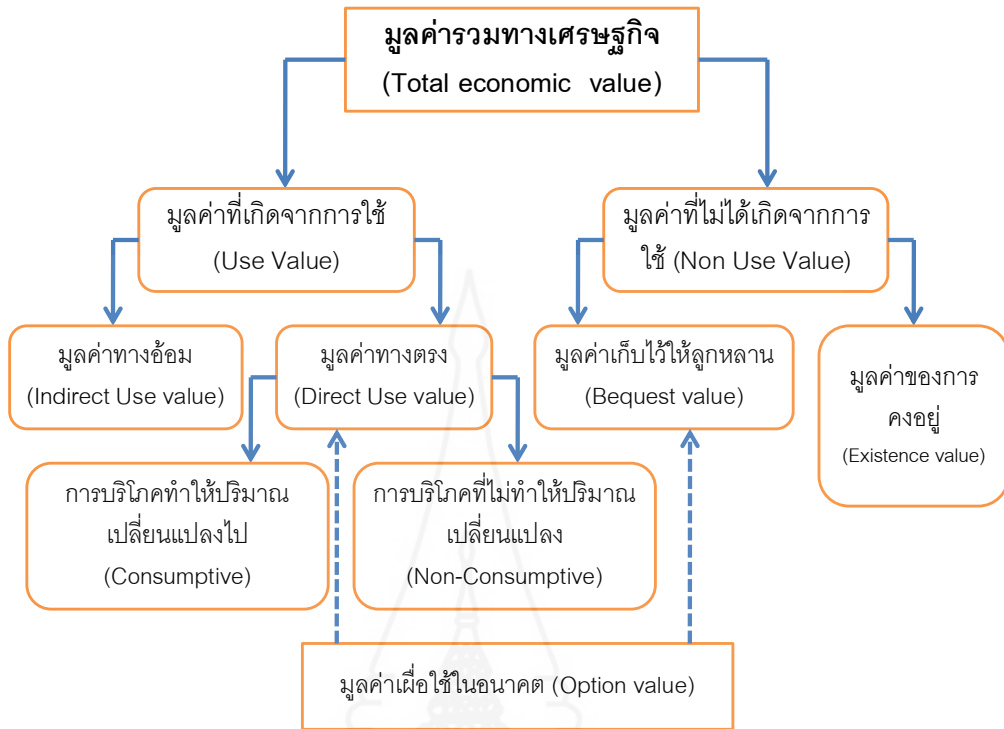 มูลค่ารวมทางเศรษฐกิจ
(Total economic value)
มูลค่าที่เกิดจากการใช้
(Use Value)
มูลค่าที่ไม่ได้เกิดจากการ
ใช้ (Non Use Value)
มูลค่าทางอ้อม
(Indirect Use value)
มูลค่าทางตรง
(Direct Use value)
มูลค่าเก็บไว้ให้ลูกหลาน
(Bequest value)
มูลค่าของการ
คงอยู่
(Existence value)
การบริโภคทำให้ปริมาณ
เปลี่ยนแปลงไป
(Consumptive)
การบริโภคที่ไม่ทำให้ปริมาณ
เปลี่ยนแปลง
(Non-Consumptive)
มูลค่าเผื่อใช้ในอนาคต (Option value)